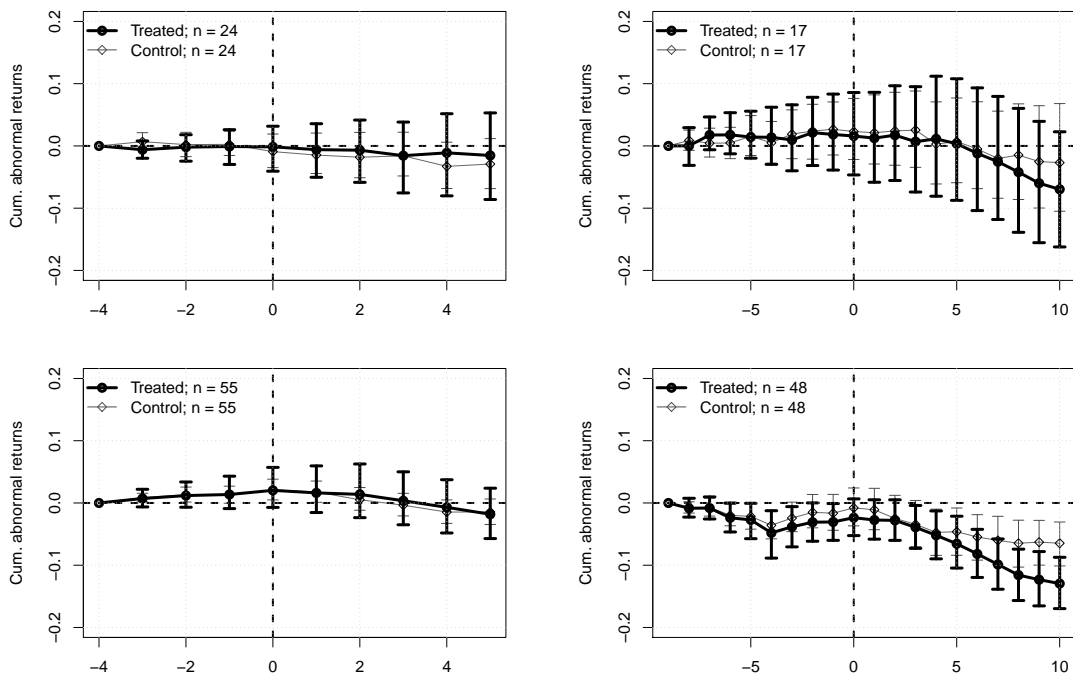 Treated; n = 24
Control; n = 24
Cum. abnormal returns
0.2
0.1
0.0
−0.1
−0.2
−4 −2 0 2 4
Treated; n = 17
Control; n = 17
Cum. abnormal returns
0.2
0.1
0.0
−0.1
−0.2
−5 0 5 10
Treated; n = 55
Control; n = 55
Cum. abnormal returns
0.2
0.1
0.0
−0.1
−0.2
−4 −2 0 2 4
Treated; n = 48
Control; n = 48
Cum. abnormal returns
0.2
0.1
0.0
−0.1
−0.2
−5 0 5 10